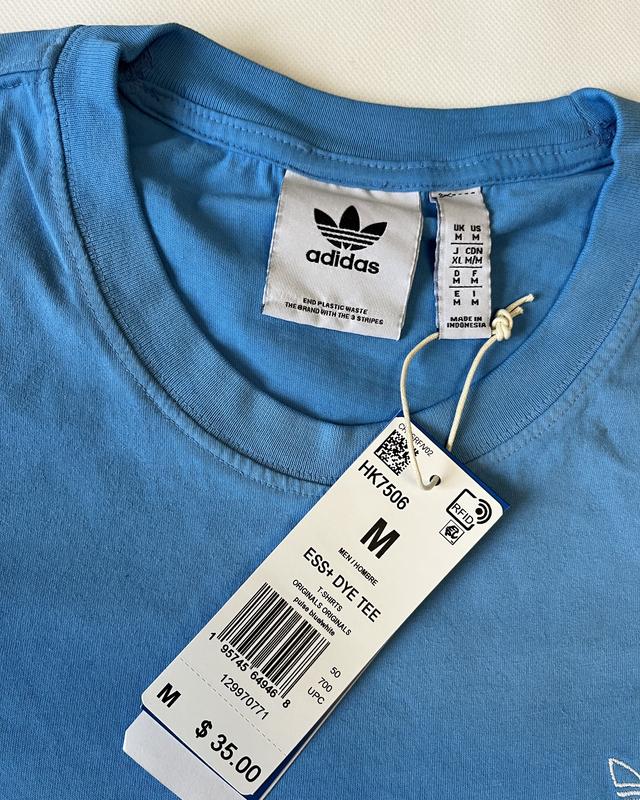 adidas
END PLASTIC WASTE
THE BRAND WITH THE 3 STRIPES
UK US
M M
J CDN
XL M/M
D F
M M
E I
M M
MADE IN
INDONESIA
HK7506
RFID
M
MEN / HOMBRE
ESS+ DYE TEE
T-SHIRTS
ORIGINALS ORIGINALS
pulse blue/white
1 95745 64946 8
50
700
UPC
129970771
M $ 35.00